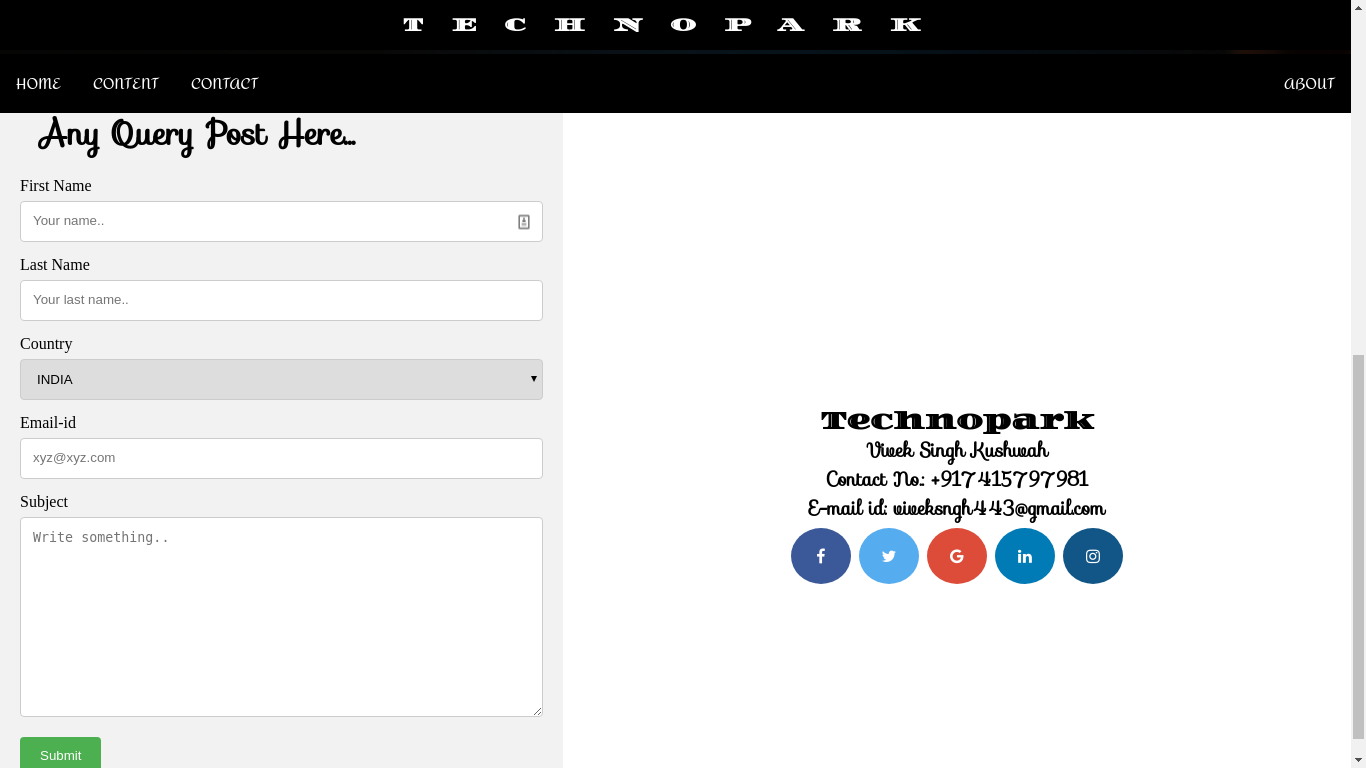 TECHNOPARK
HOME CONTENT CONTACT ABOUT
Any Query Post Here...
First Name
Your name..
Last Name
Your last name..
Country
INDIA
Email-id
xyz@xyz.com
Subject
Write something..
Submit
Technopark
Vivek Singh Kushwah
Contact No.: +917415797981
E-mail id: viveksngh443@gmail.com